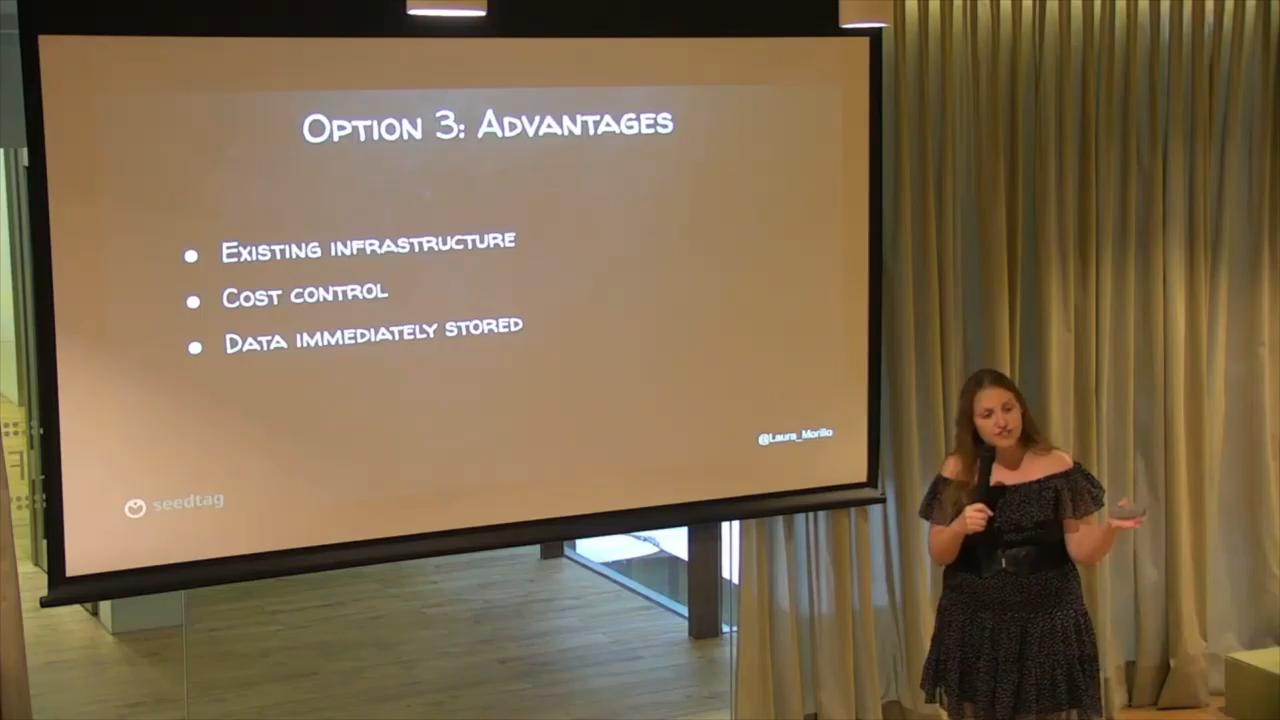 Option 3: Advantages
● Existing infrastructure
● Cost control
● Data immediately stored
@Laura_Morillo
seedtag